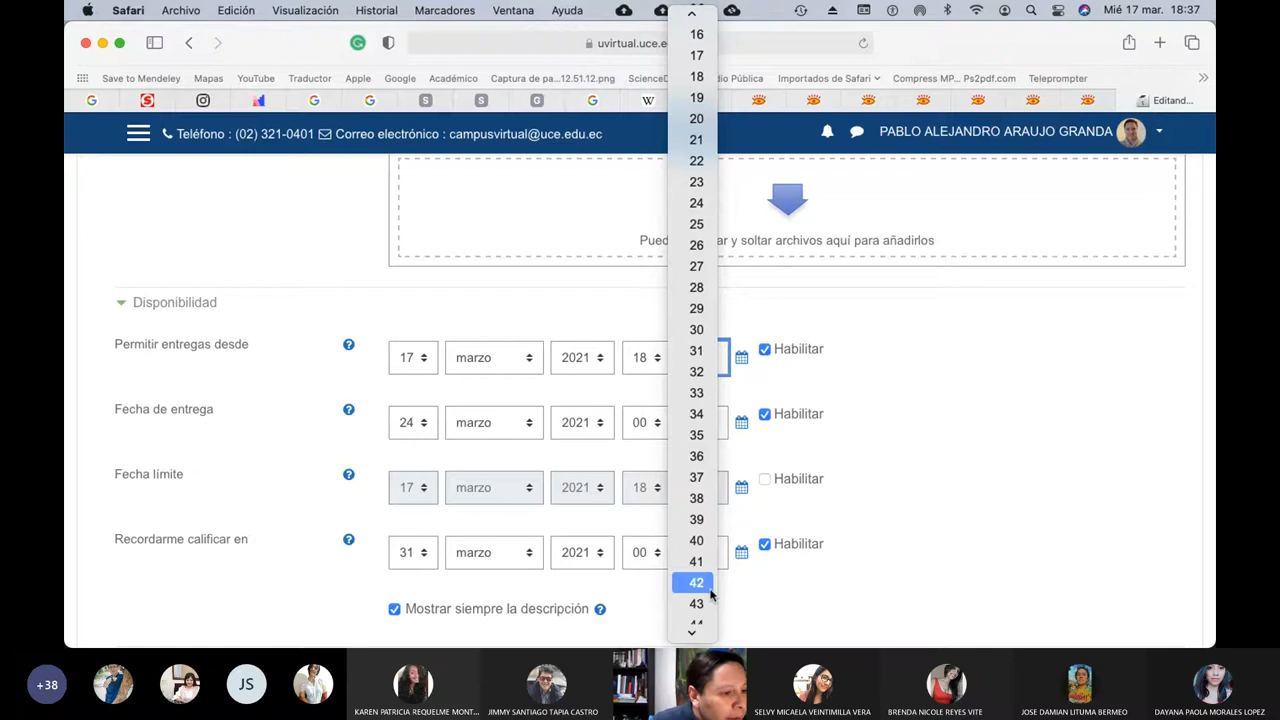 Safari Archivo Edición Visualización Historial Marcadores Ventana Ayuda Mié 17 mar. 18:37
uvirtual.uce.e
Save to Mendeley Mapas YouTube Traductor Apple Google Académico Captura de pa...12.51.12.png ScienceD dio Pública Importados de Safari Compress MP... Ps2pdf.com Teleprompter
Editand...
Teléfono : (02) 321-0401 Correo electrónico : campusvirtual@uce.edu.ec PABLO ALEJANDRO ARAUJO GRANDA
Pued ar y soltar archivos aquí para añadirlos
Disponibilidad
Permitir entregas desde 17 marzo 2021 18 Habilitar
Fecha de entrega 24 marzo 2021 00 Habilitar
Fecha límite 17 marzo 2021 18 Habilitar
Recordarme calificar en 31 marzo 2021 00 Habilitar
Mostrar siempre la descripción
16
17
18
19
20
21
22
23
24
25
26
27
28
29
30
31
32
33
34
35
36
37
38
39
40
41
42
43
44
+38 JS KAREN PATRICIA REQUELME MONT... JIMMY SANTIAGO TAPIA CASTRO SELVY MICAELA VEINTIMILLA VERA BRENDA NICOLE REYES VITE JOSE DAMIAN LITUMA BERMEO DAYANA PAOLA MORALES LOPEZ